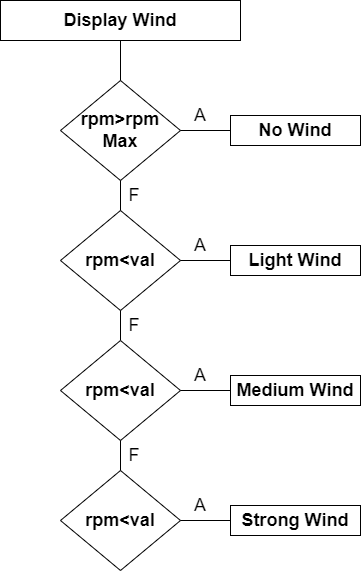 Display Wind
rpm>rpm
Max
A
No Wind
F
rpm<val
A
Light Wind
F
rpm<val
A
Medium Wind
F
rpm<val
A
Strong Wind